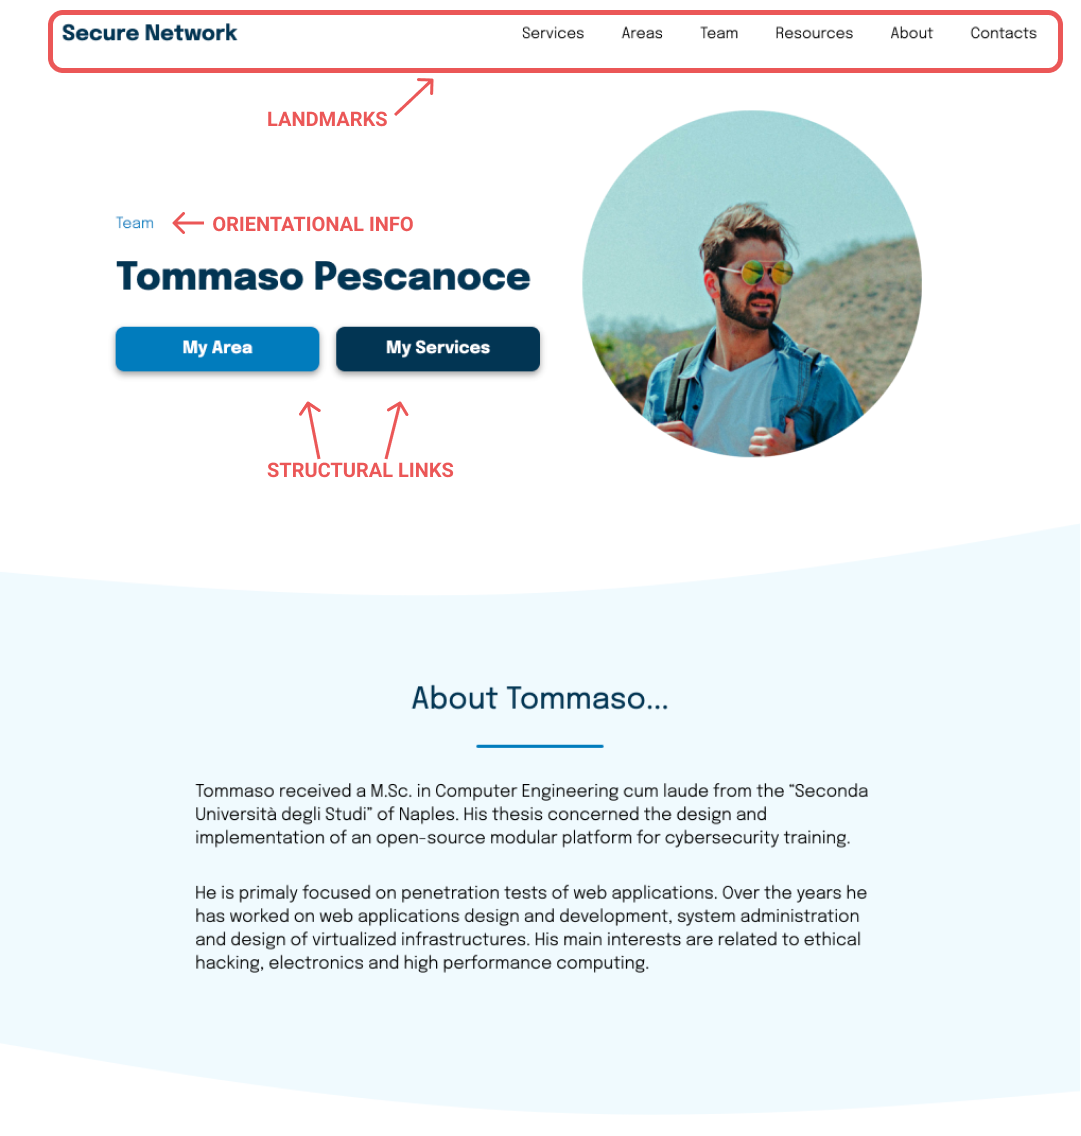 Secure Network Services Areas Team Resources About Contacts
LANDMARKS
Team ORIENTATIONAL INFO
Tommaso Pescanoce
My Area My Services
STRUCTURAL LINKS
About Tommaso...
Tommaso received a M.Sc. in Computer Engineering cum laude from the “Seconda
Università degli Studi” of Naples. His thesis concerned the design and
implementation of an open-source modular platform for cybersecurity training.
He is primaly focused on penetration tests of web applications. Over the years he
has worked on web applications design and development, system administration
and design of virtualized infrastructures. His main interests are related to ethical
hacking, electronics and high performance computing.